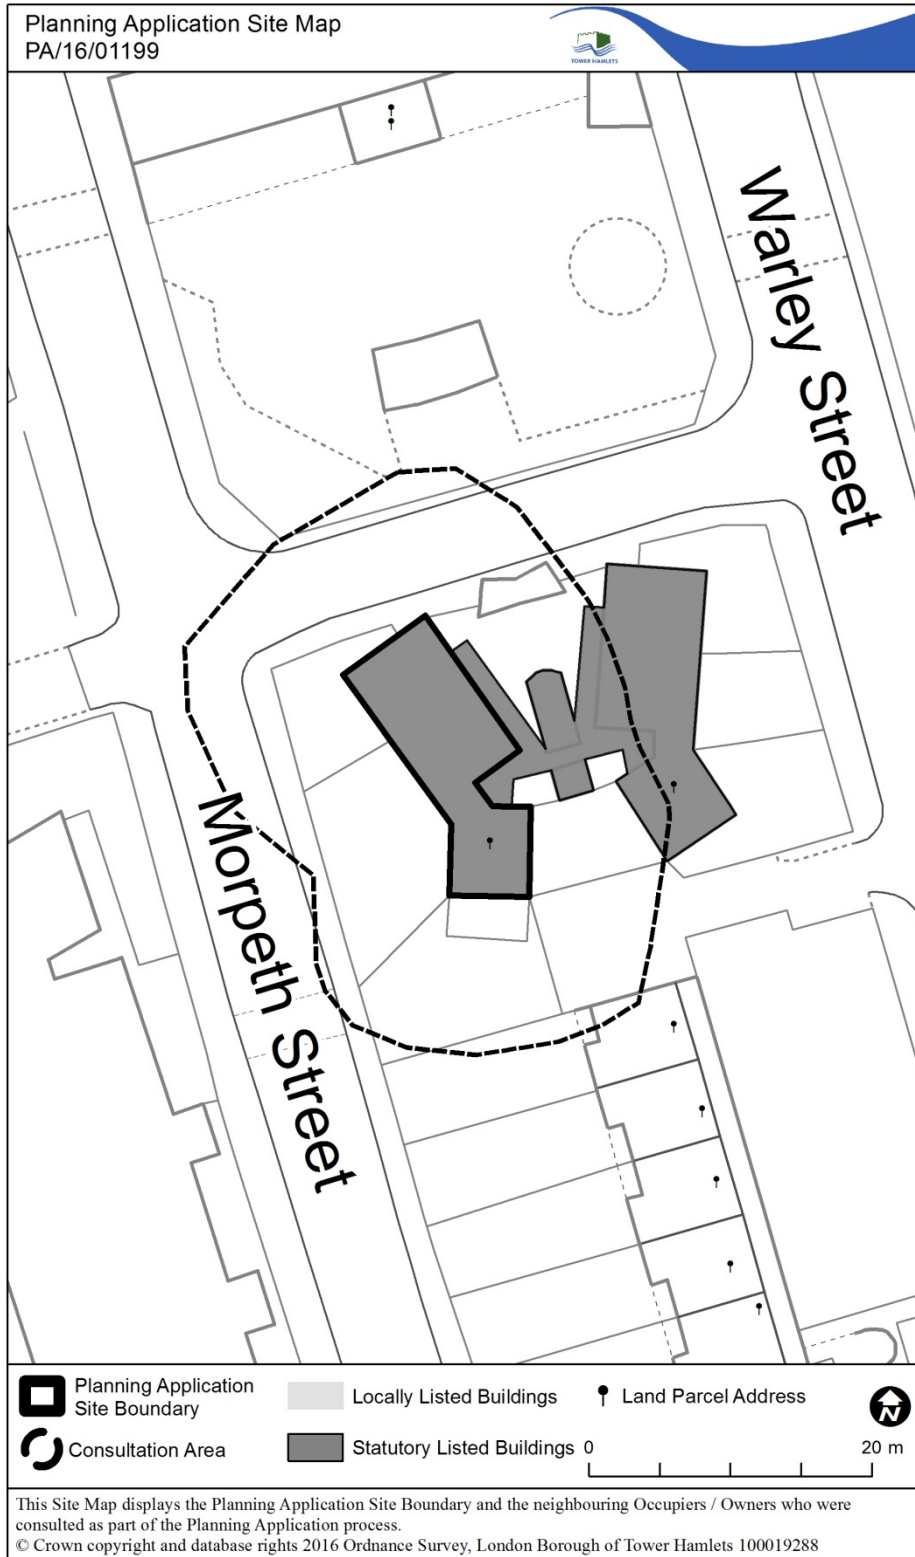 Planning Application Site Map
PA/16/01199
TOWER HAMLETS
Warley Street
Morpeth Street
Planning Application
Site Boundary
Locally Listed Buildings
Land Parcel Address
N
Consultation Area
Statutory Listed Buildings
0
20 m
This Site Map displays the Planning Application Site Boundary and the neighbouring Occupiers / Owners who were
consulted as part of the Planning Application process.
© Crown copyright and database rights 2016 Ordnance Survey, London Borough of Tower Hamlets 100019288